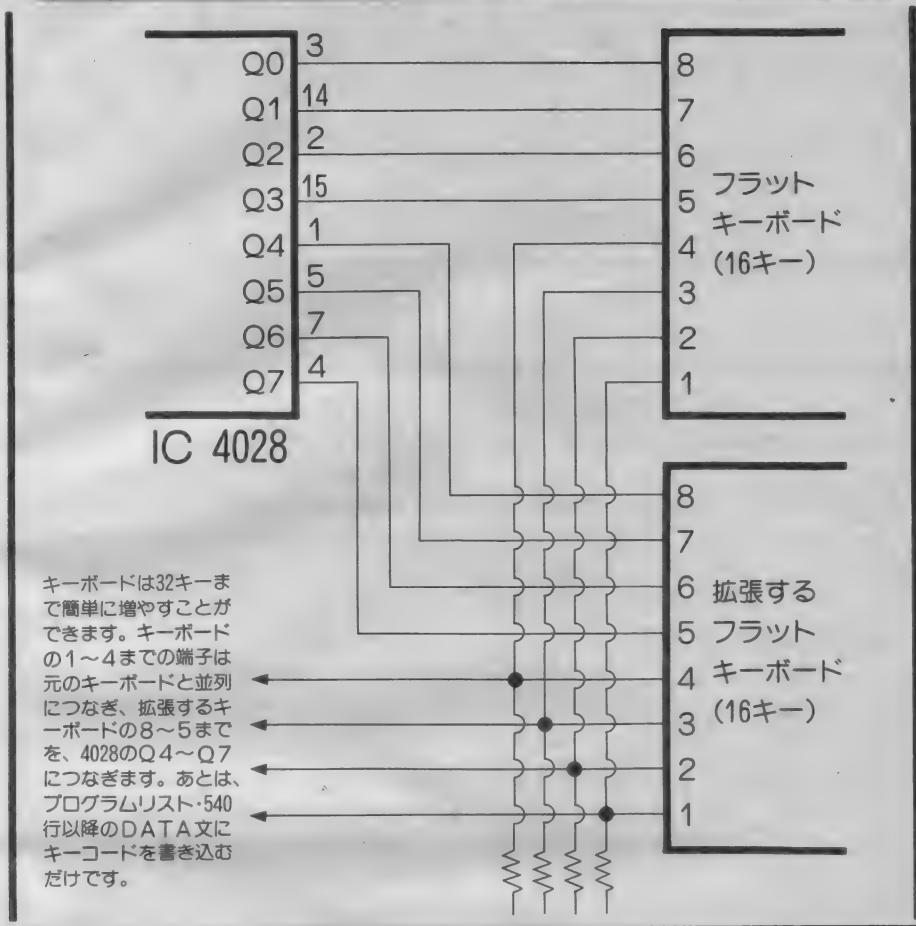 Q0 3
Q1 14
Q2 2
Q3 15
Q4 1
Q5 5
Q6 7
Q7 4
IC 4028
8
7
6
5
4
3
2
1
フラット
キーボード
(16キー)
8
7
6
5
4
3
2
1
拡張する
フラット
キーボード
(16キー)
キーボードは32キーま
で簡単に増やすことが
できます。キーボード
の1～4までの端子は
元のキーボードと並列
につなぎ、拡張するキ
ーボードの8～5まで
を、4028のQ4～Q7
につなぎます。あとは、
プログラムリスト・540
行以降のDATA文に
キーコードを書き込む
だけです。